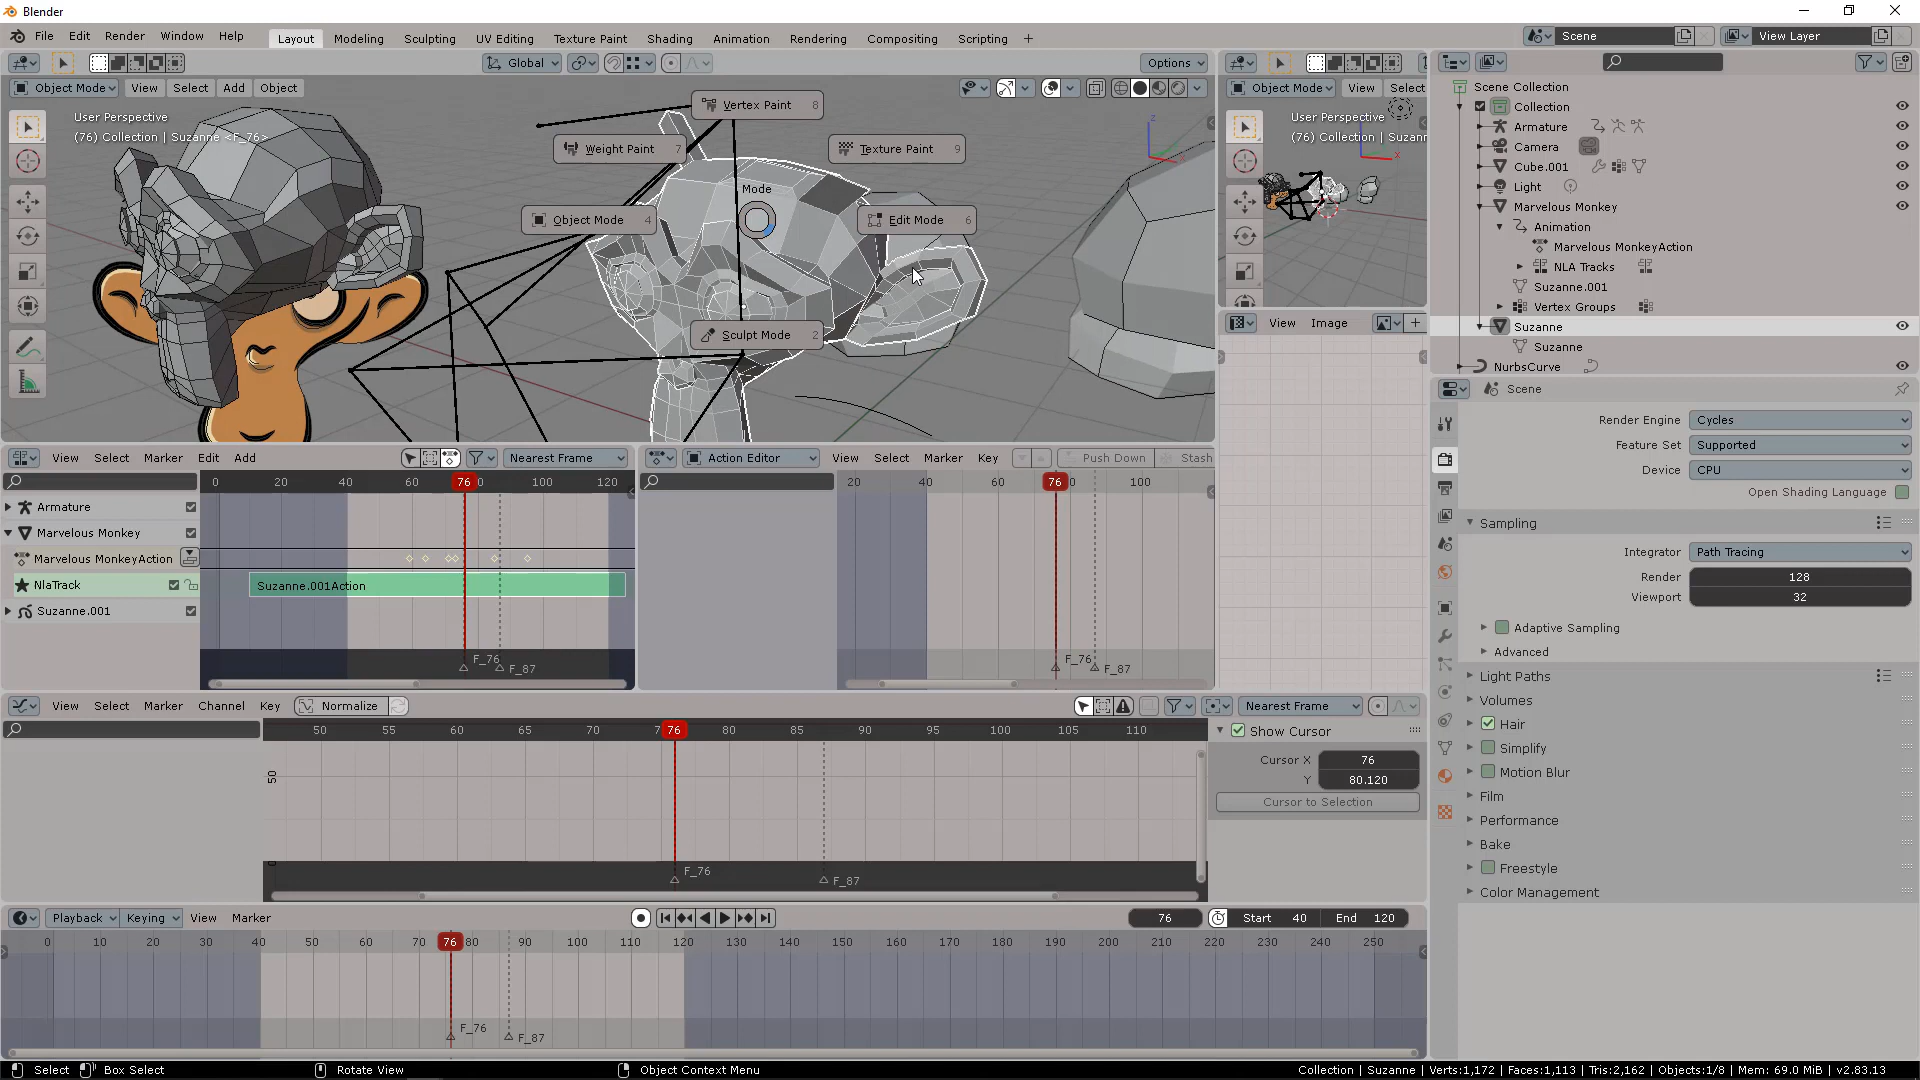 Blender
File Edit Render Window Help Layout Modeling Sculpting UV Editing Texture Paint Shading Animation Rendering Compositing Scripting + Scene View Layer
Global Options
Object Mode View Select Add Object
User Perspective
(76) Collection | Suzanne <F_76>
Vertex Paint 8
Weight Paint 7
Texture Paint 9
Mode
Object Mode 4
Edit Mode 6
Sculpt Mode 2
Object Mode View Select
User Perspective
(76) Collection | Suzann
Z
X
X
View Image
Scene Collection
Collection
Armature
Camera
Cube.001
Light
Marvelous Monkey
Animation
Marvelous MonkeyAction
NLA Tracks
Suzanne.001
Vertex Groups
Suzanne
Suzanne
NurbsCurve
Scene
Render Engine Cycles
Feature Set Supported
Device CPU
Open Shading Language
Sampling
Integrator Path Tracing
Render 128
Viewport 32
Adaptive Sampling
Advanced
Light Paths
Volumes
Hair
Simplify
Motion Blur
Film
Performance
Bake
Freestyle
Color Management
View Select Marker Edit Add Nearest Frame
0 20 40 60 76 80 100 120
Armature
Marvelous Monkey
Marvelous MonkeyAction
NlaTrack
Suzanne.001Action
Suzanne.001
F_76
F_87
Action Editor View Select Marker Key Push Down Stash
20 40 60 76 80 100
F_76
F_87
View Select Marker Channel Key Normalize Nearest Frame
50 55 60 65 70 7 76 80 85 90 95 100 105 110
50
0
F_76
F_87
Show Cursor
Cursor X 76
Y 80.120
Cursor to Selection
Playback Keying View Marker 76 Start 40 End 120
0 10 20 30 40 50 60 70 76 80 90 100 110 120 130 140 150 160 170 180 190 200 210 220 230 240 250
F_76
F_87
Select Box Select Rotate View Object Context Menu Collection | Suzanne | Verts:1,172 | Faces:1,113 | Tris:2,162 | Objects:1/8 | Mem: 69.0 MiB | v2.83.13